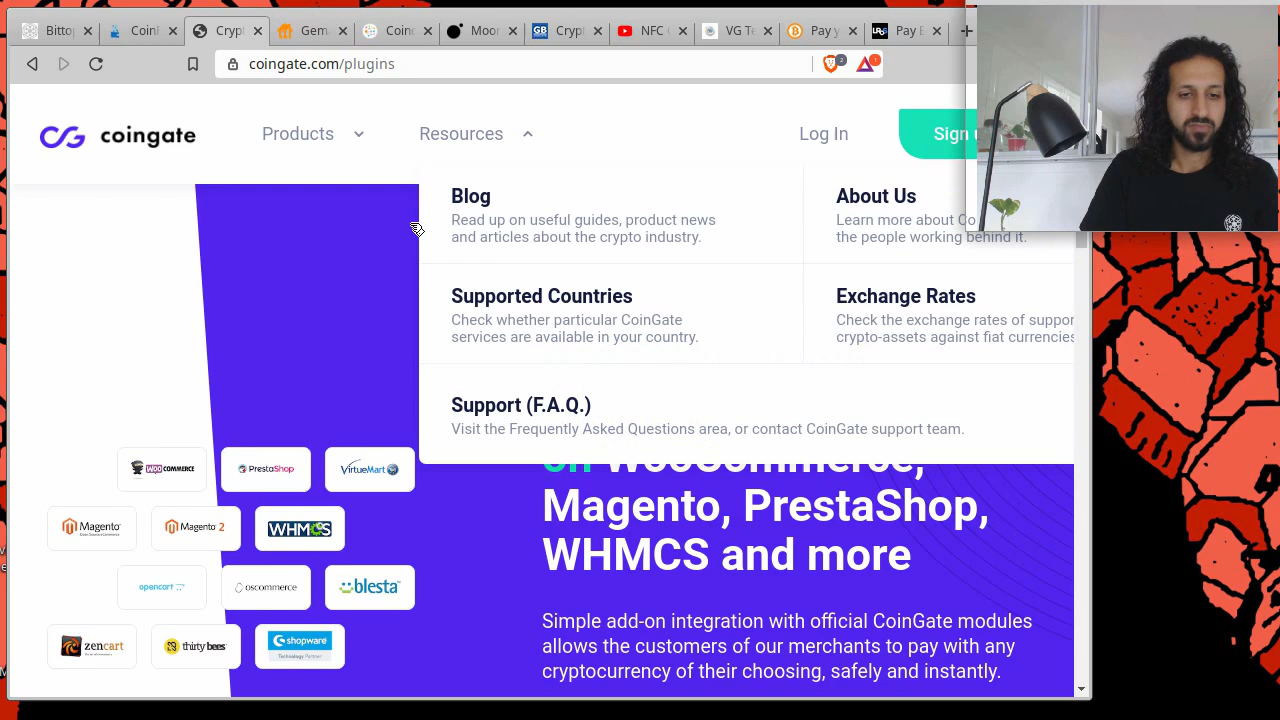 Bitto
Coin
Crypt
Gem
Coinc
Moor
Crypt
NFC
VG Te
Pay y
Pay E
coingate.com/plugins
coingate
Products
Resources
Log In
Sign
Blog
Read up on useful guides, product news
and articles about the crypto industry.
About Us
Learn more about Co
the people working behind it.
Supported Countries
Check whether particular CoinGate
services are available in your country.
Exchange Rates
Check the exchange rates of suppor
crypto-assets against fiat currencies
Support (F.A.Q.)
Visit the Frequently Asked Questions area, or contact CoinGate support team.
WOOCOMMERCE
PrestaShop
VirtueMart
Magento
Magento 2
WHMCS
opencart
oscommerce
blesta
zencart
thirty bees
shopware
Technology Partner
on WooCommerce,
Magento, PrestaShop,
WHMCS and more
Simple add-on integration with official CoinGate modules
allows the customers of our merchants to pay with any
cryptocurrency of their choosing, safely and instantly.